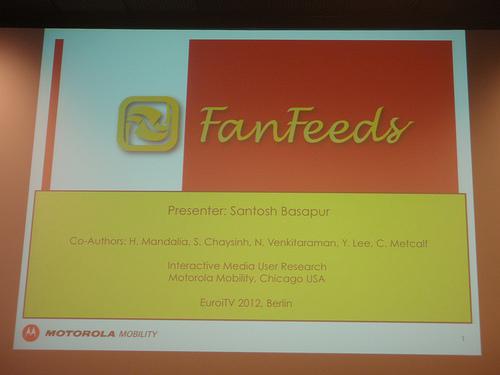 FanFeeds
Presenter: Santosh Basapur
Co-Authors: H. Mandalia, S. Chaysinh, N. Venkitaraman, Y. Lee, C. Metcalf
Interactive Media User Research
Motorola Mobility, Chicago USA
EuroiTV 2012, Berlin
MOTOROLA MOBILITY
1